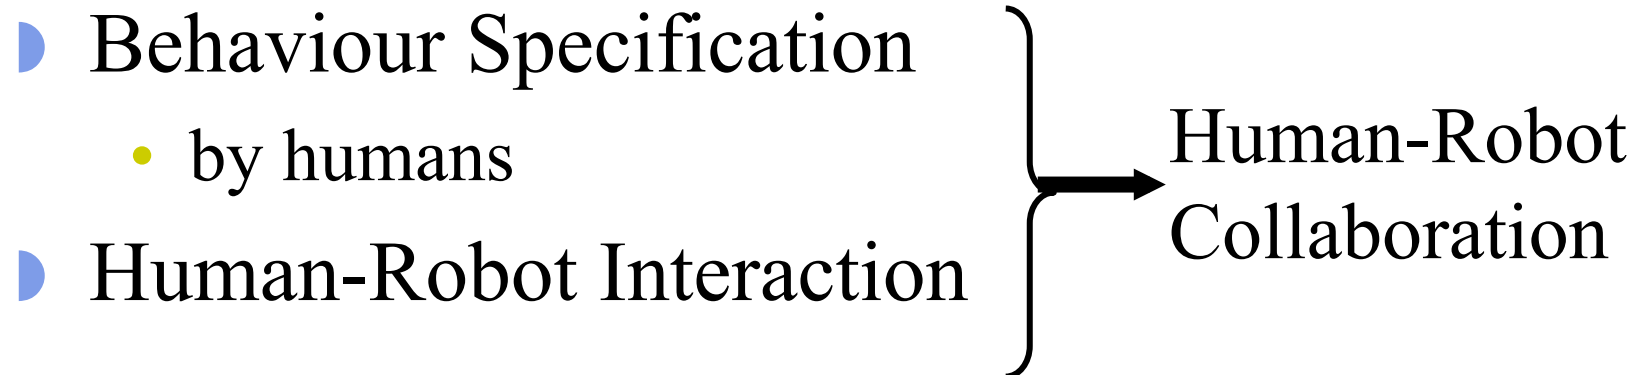 Behaviour Specification
by humans
Human-Robot Interaction
Human-Robot
Collaboration